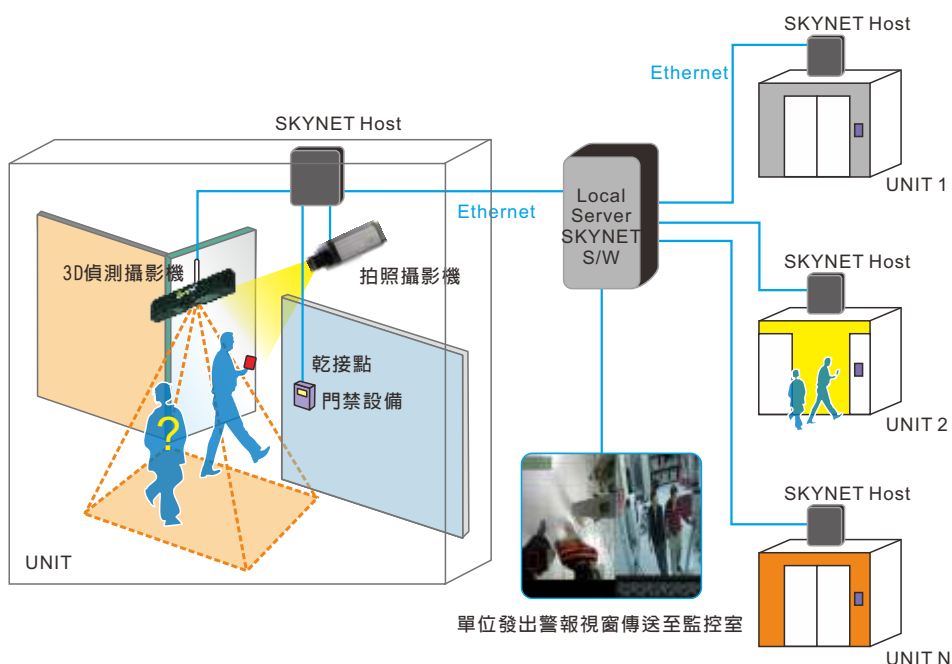 SKYNET Host
SKYNET Host
Ethernet
UNIT 1
Ethernet
Local
Server
SKYNET
S/W
3D偵測攝影機
拍照攝影機
乾接點
門禁設備
?
UNIT
SKYNET Host
UNIT 2
單位發出警報視窗傳送至監控室
SKYNET Host
UNIT N